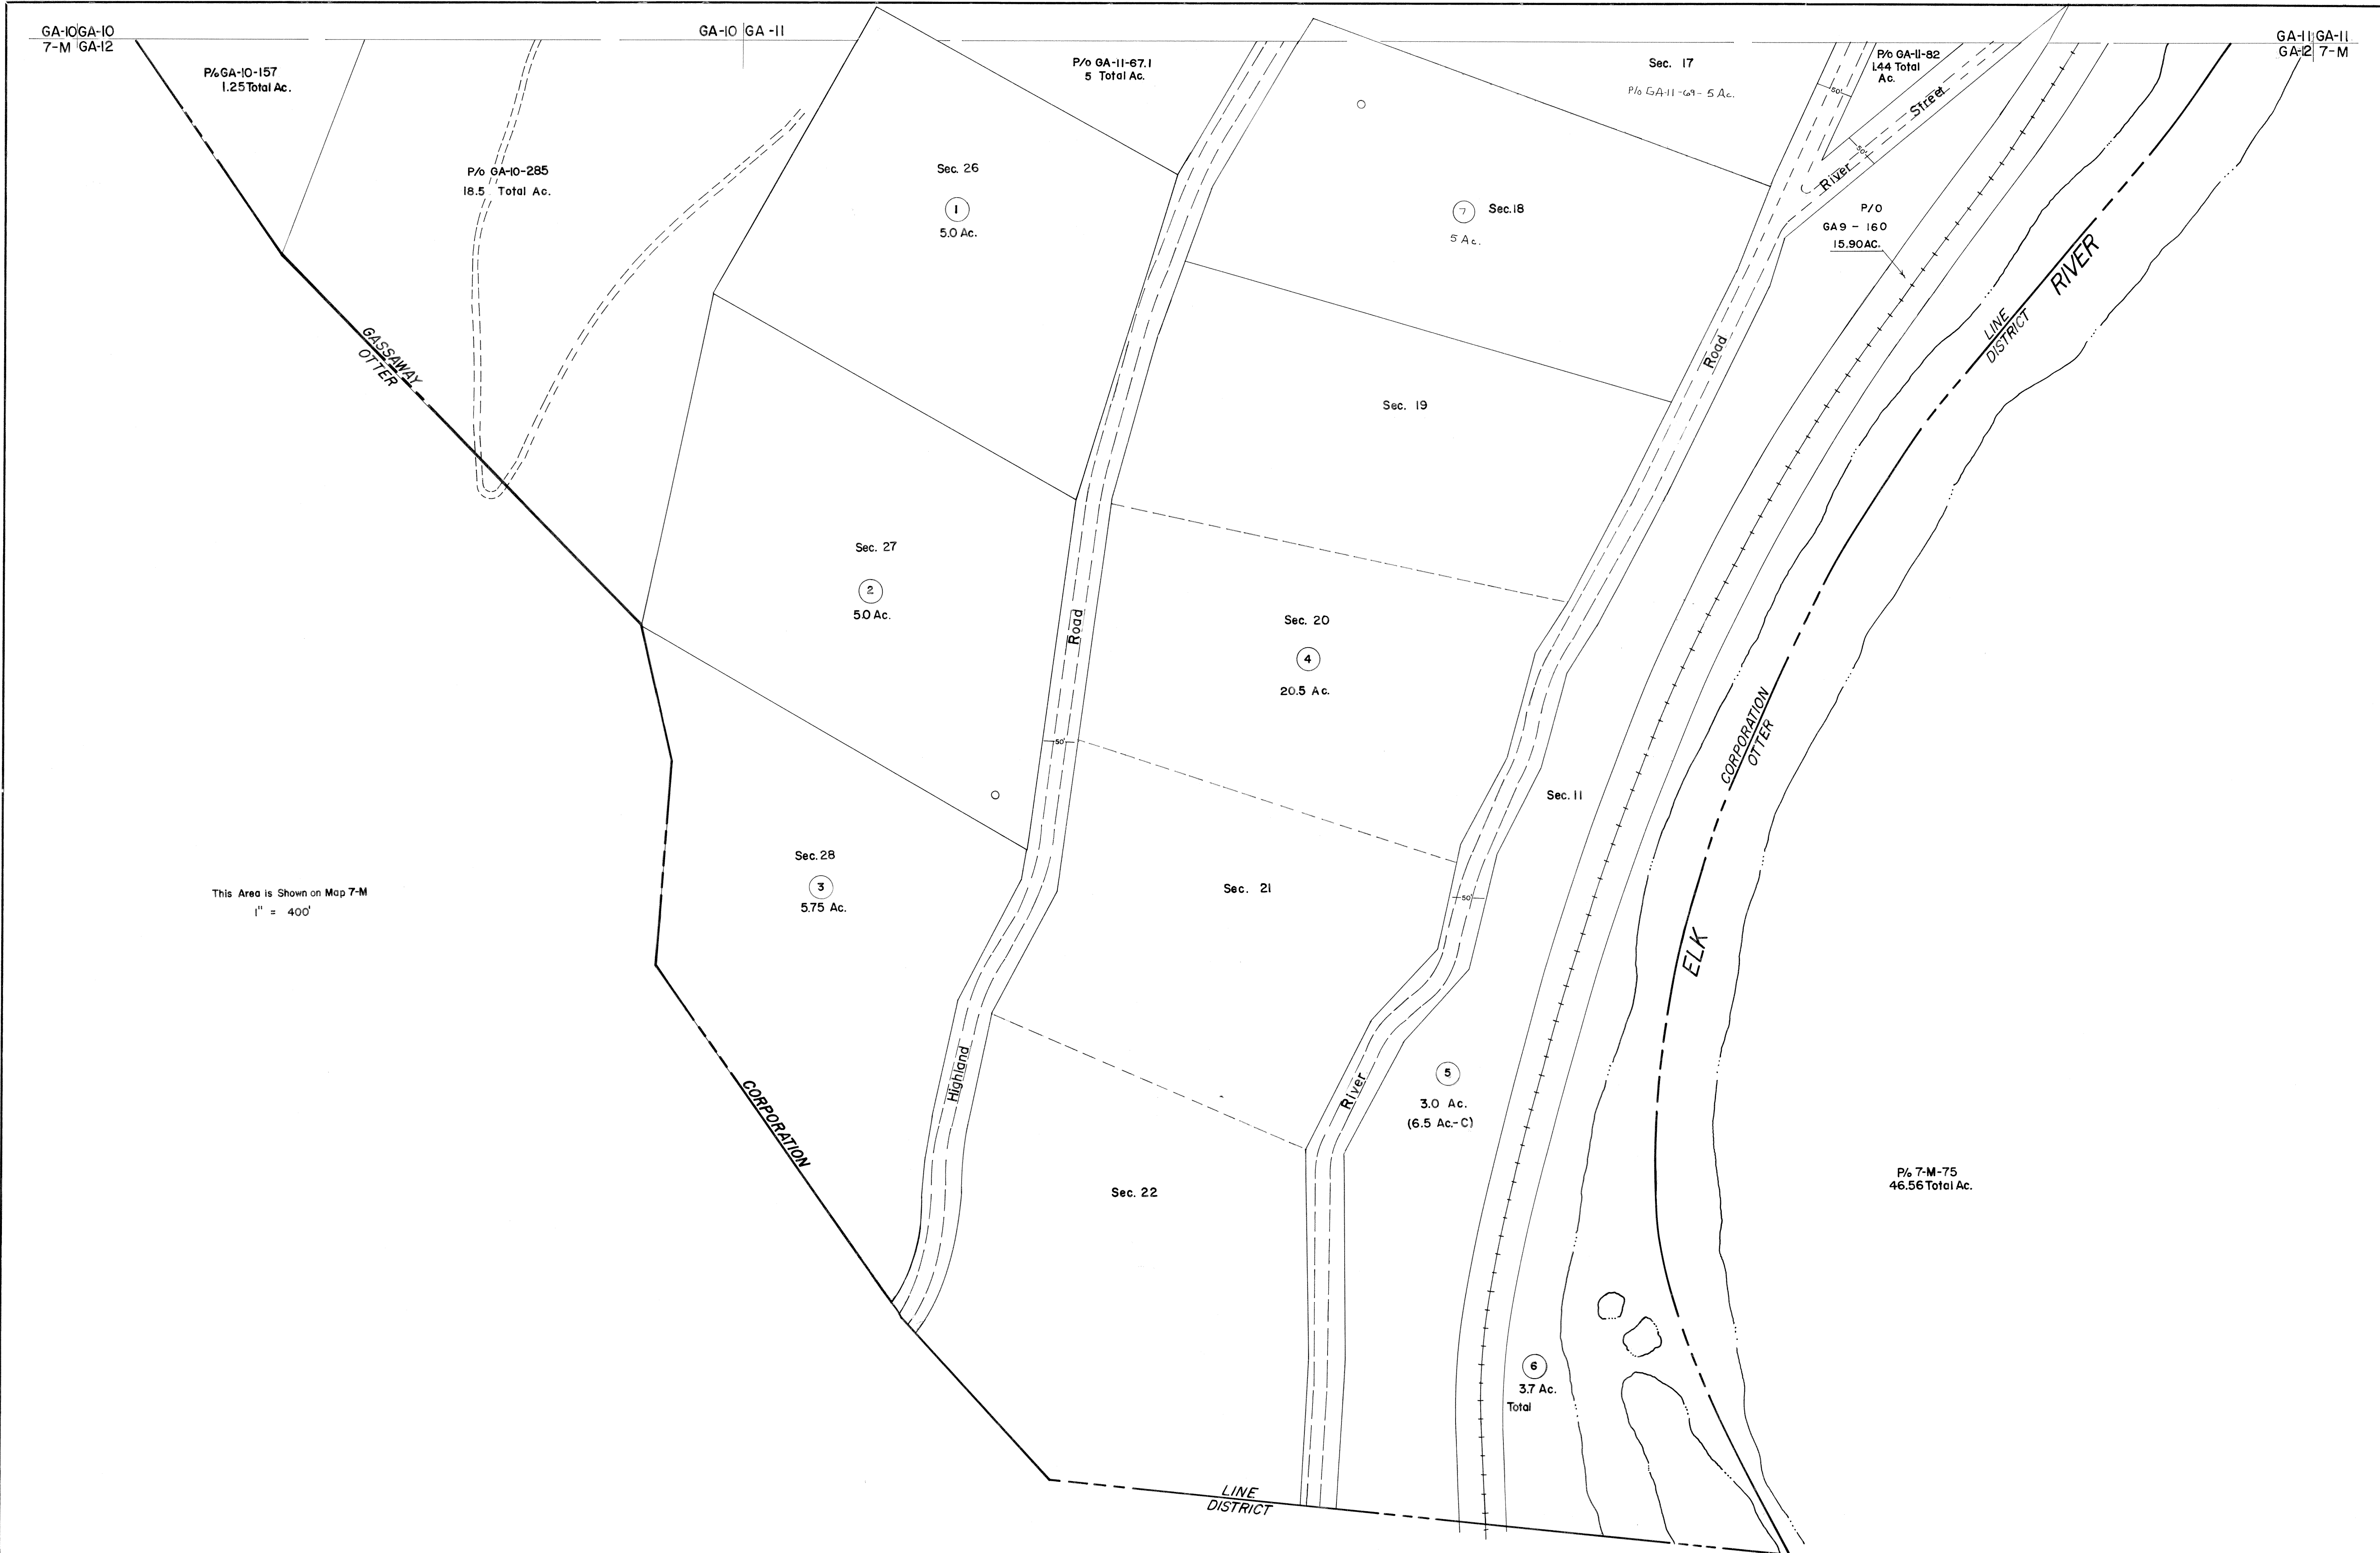 GA-10 GA-10
7-M GA-12
GA-10 GA-11
GA-11 GA-11
GA-12 7-M
P/o GA-10-157
1.25 Total Ac.
P/o GA-10-285
18.5 Total Ac.
P/o GA-11-67.1
5 Total Ac.
Sec. 17
P/o GA-11-69-5 Ac.
P/o GA-11-82
1.44 Total
Ac.
50'
River Street
50'
Sec. 26
1
5.0 Ac.
7 Sec. 18
5 Ac.
P/O
GA9 - 160
15.90 AC.
RIVER
LINE
DISTRICT
GASSAWAY
OTTER
Road
Sec. 19
Sec. 27
2
5.0 Ac.
Road
Sec. 20
4
20.5 Ac.
50'
CORPORATION
OTTER
Sec. 11
Sec. 28
3
5.75 Ac.
Sec. 21
50'
This Area is Shown on Map 7-M
1" = 400'
ELK
Highland
River
5
3.0 Ac.
(6.5 Ac.-C)
CORPORATION
Sec. 22
P/o 7-M-75
46.56 Total Ac.
6
3.7 Ac.
Total
LINE
DISTRICT